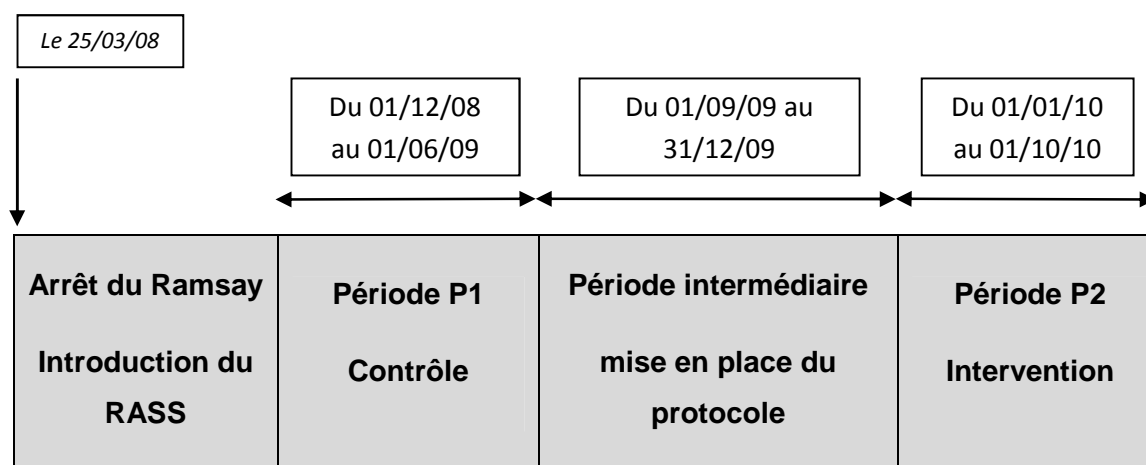 Le 25/03/08
Du 01/12/08
au 01/06/09
Du 01/09/09 au
31/12/09
Du 01/01/10
au 01/10/10
Arrêt du Ramsay
Introduction du
RASS
Période P1
Contrôle
Période intermédiaire
mise en place du
protocole
Période P2
Intervention